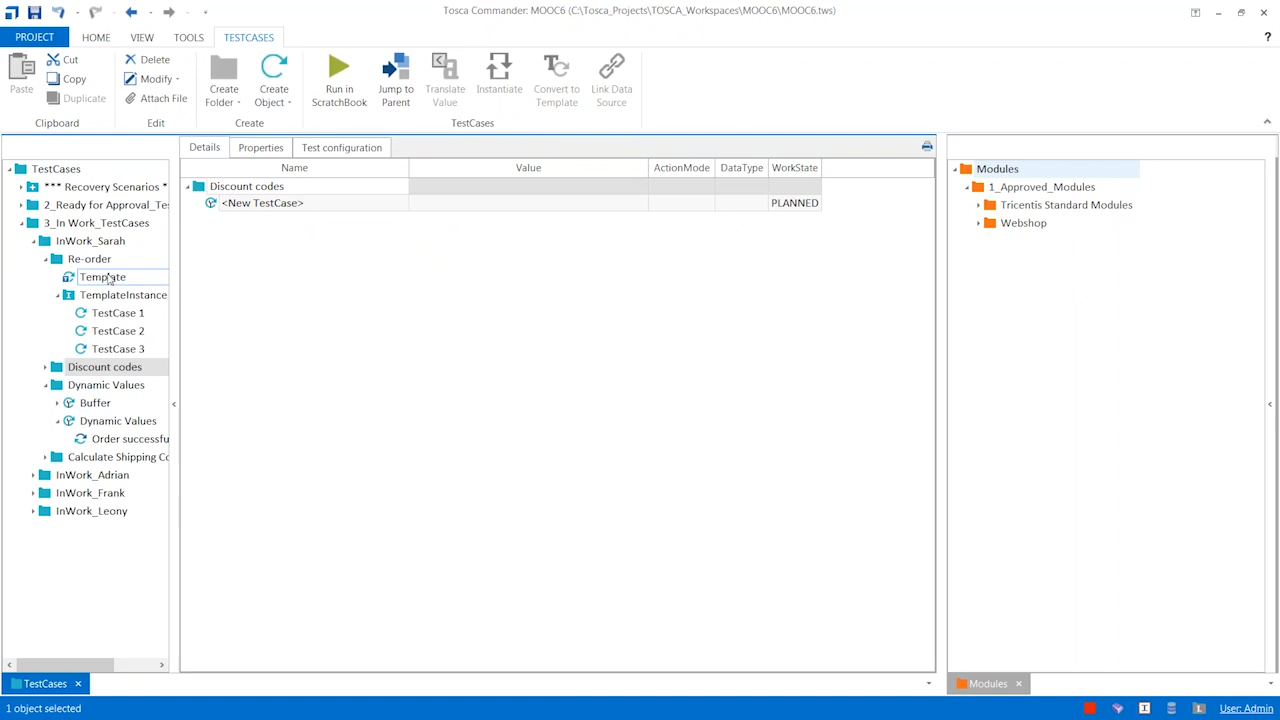 Tosca Commander: MOOC6 (C:\Tosca_Projects\TOSCA_Workspaces\MOOC6\MOOC6.tws)
PROJECT HOME VIEW TOOLS TESTCASES
?
Paste
Cut
Copy
Duplicate
Clipboard
Delete
Modify
Attach File
Edit
Create Folder
Create Object
Create
Run in ScratchBook
Jump to Parent
Translate Value
Instantiate
Convert to Template
Link Data Source
TestCases
TestCases
*** Recovery Scenarios *
2_Ready for Approval_Tes
3_In Work_TestCases
InWork_Sarah
Re-order
Template
TemplateInstance
TestCase 1
TestCase 2
TestCase 3
Discount codes
Dynamic Values
Buffer
Dynamic Values
Order successfu
Calculate Shipping Co
InWork_Adrian
InWork_Frank
InWork_Leony
Details Properties Test configuration
Name Value ActionMode DataType WorkState
Discount codes
<New TestCase> PLANNED
Modules
1_Approved_Modules
Tricentis Standard Modules
Webshop
TestCases
Modules
1 object selected
User: Admin